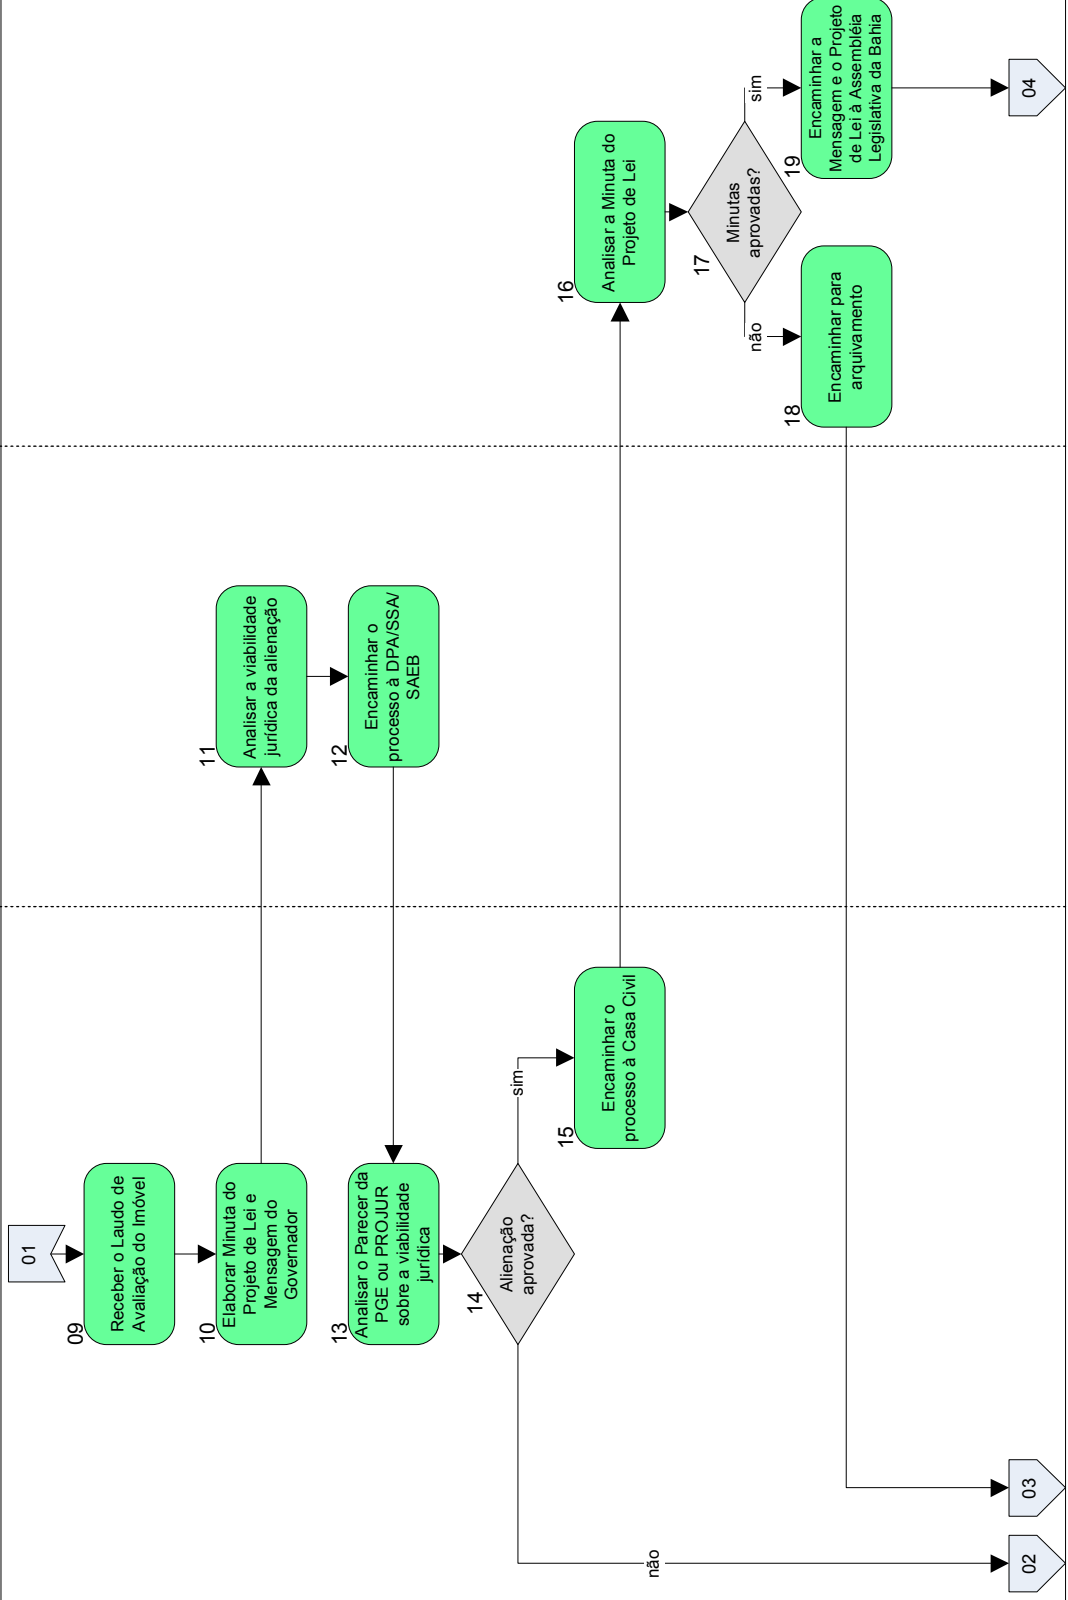 01
09
Receber o Laudo de
Avaliação do Imóvel
10
Elaborar Minuta do
Projeto de Lei e
Mensagem do
Governador
11
Analisar a viabilidade
jurídica da alienação
12
Encaminhar o
processo à DPA/SSA/
SAEB
13
Analisar o Parecer da
PGE ou PROJUR
sobre a viabilidade
jurídica
14
Alienação
aprovada?
sim
não
15
Encaminhar o
processo à Casa Civil
16
Analisar a Minuta do
Projeto de Lei
17
Minutas
aprovadas?
não
sim
18
Encaminhar para
arquivamento
19
Encaminhar a
Mensagem e o Projeto
de Lei à Assembléia
Legislativa da Bahia
02
03
04